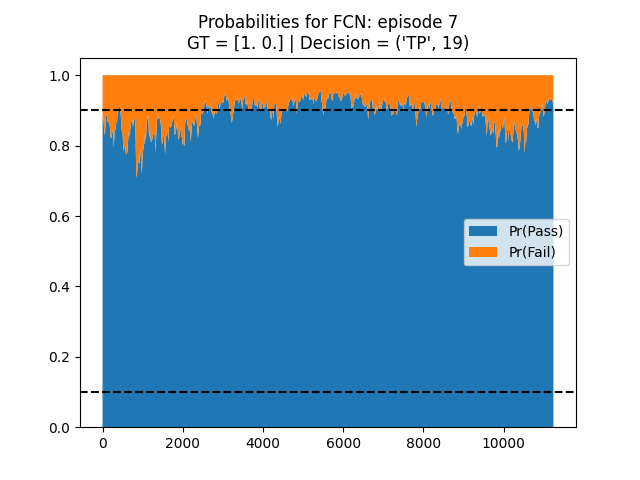 Probabilities for FCN: episode 7
GT = [1. 0.] | Decision = ('TP', 19)
1.0
0.8
0.6
0.4
0.2
0.0
Pr(Pass)
Pr(Fail)
0 2000 4000 6000 8000 10000